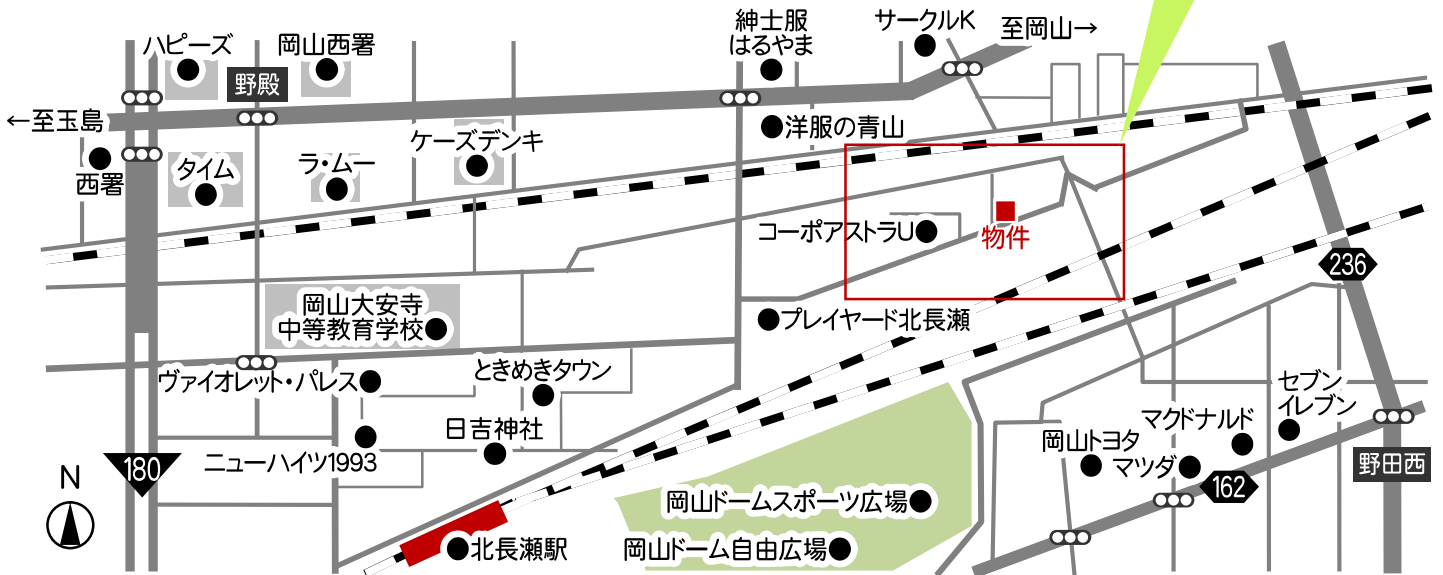 ハピーズ
岡山西署
紳士服
はるやま
サークルK
至岡山→
野殿
←至玉島
西署
タイム
ラ・ムー
ケーズデンキ
洋服の青山
コーポアストラU
物件
236
岡山大安寺
中等教育学校
プレイヤード北長瀬
ヴァイオレット・パレス
ときめきタウン
セブン
イレブン
マクドナルド
日吉神社
岡山トヨタ
マツダ
ニューハイツ1993
180
162
野田西
N
岡山ドームスポーツ広場
岡山ドーム自由広場
北長瀬駅